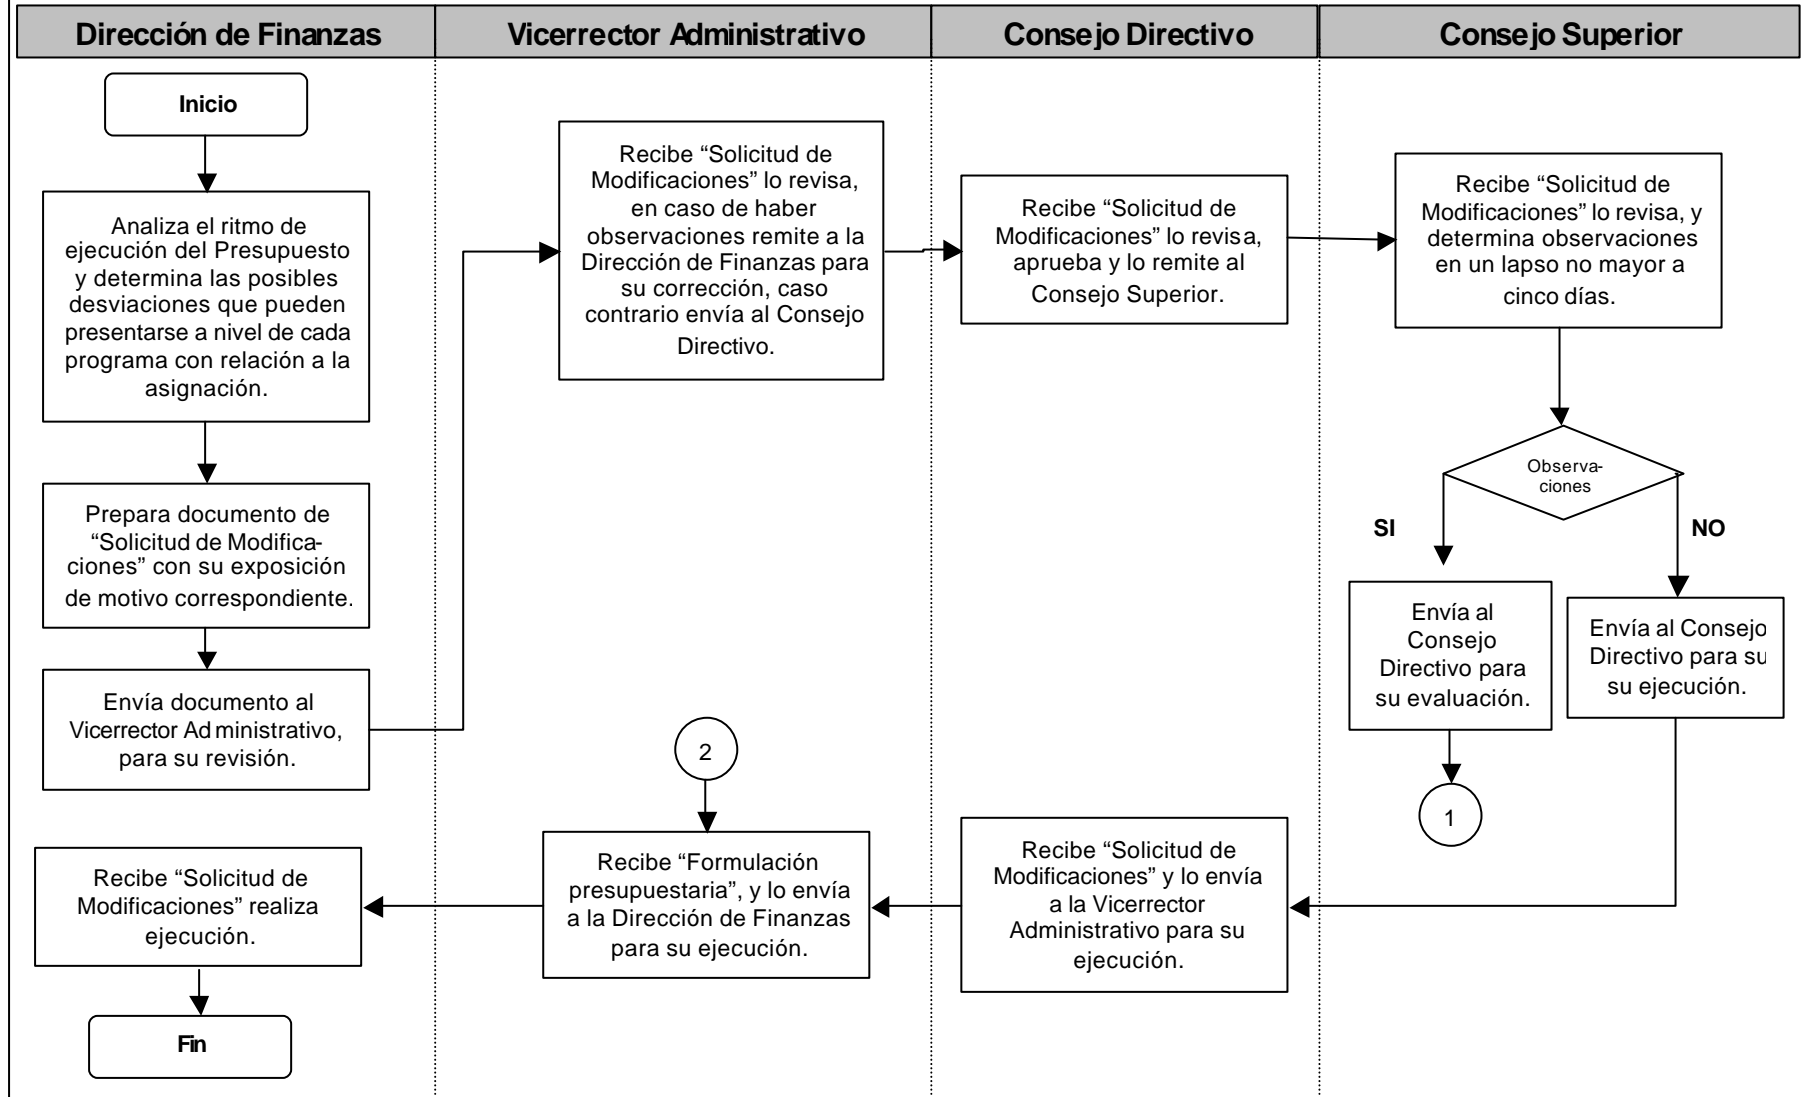 Dirección de Finanzas
Vicerrector Administrativo
Consejo Directivo
Consejo Superior
Inicio
Analiza el ritmo de
ejecución del Presupuesto
y determina las posibles
desviaciones que pueden
presentarse a nivel de cada
programa con relación a la
asignación.
Prepara documento de
“Solicitud de Modifica-
ciones” con su exposición
de motivo correspondiente.
Envía documento al
Vicerrector Administrativo,
para su revisión.
Recibe “Solicitud de
Modificaciones” lo revisa,
en caso de haber
observaciones remite a la
Dirección de Finanzas para
su corrección, caso
contrario envía al Consejo
Directivo.
Recibe “Solicitud de
Modificaciones” lo revisa,
aprueba y lo remite al
Consejo Superior.
Recibe “Solicitud de
Modificaciones” lo revisa, y
determina observaciones
en un lapso no mayor a
cinco días.
Observa-
ciones
SI
NO
Envía al
Consejo
Directivo para
su evaluación.
Envía al Consejo
Directivo para su
su ejecución.
1
2
Recibe “Solicitud de
Modificaciones” y lo envía
a la Vicerrector
Administrativo para su
ejecución.
Recibe “Formulación
presupuestaria”, y lo envía
a la Dirección de Finanzas
para su ejecución.
Recibe “Solicitud de
Modificaciones” realiza
ejecución.
Fin